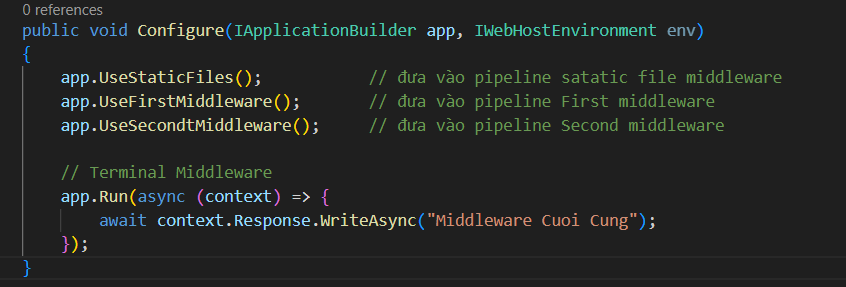 0 references
public void Configure(IApplicationBuilder app, IWebHostEnvironment env)
{
app.UseStaticFiles(); // đưa vào pipeline satatic file middleware
app.UseFirstMiddleware(); // đưa vào pipeline First middleware
app.UseSecondtMiddleware(); // đưa vào pipeline Second middleware
// Terminal Middleware
app.Run(async (context) => {
await context.Response.WriteAsync("Middleware Cuoi Cung");
});
}